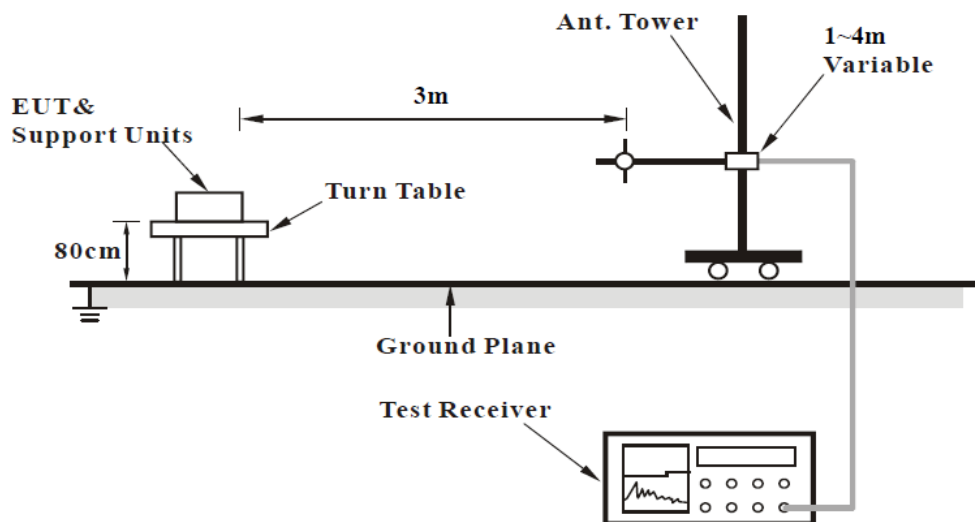 Ant. Tower
1~4m
Variable
3m
EUT&
Support Units
Turn Table
80cm
Ground Plane
Test Receiver